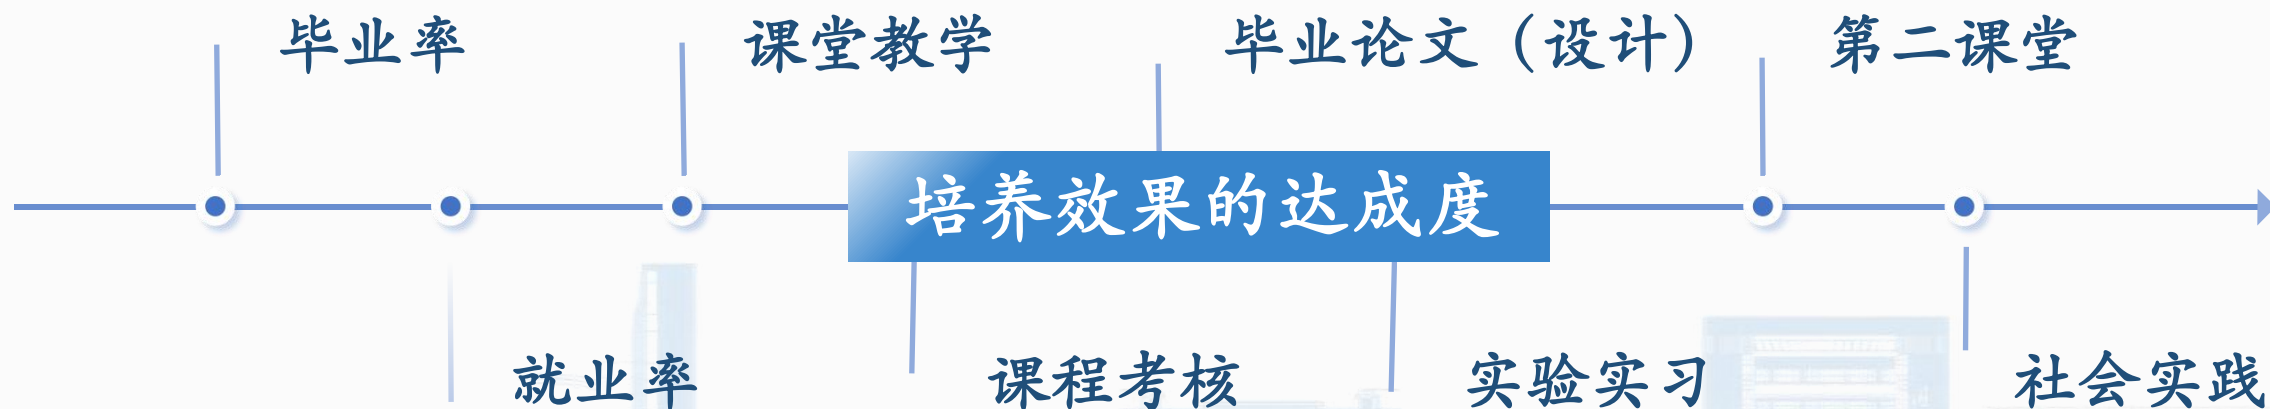 毕业率
课堂教学
毕业论文（设计）
第二课堂
培养效果的达成度
就业率
课程考核
实验实习
社会实践